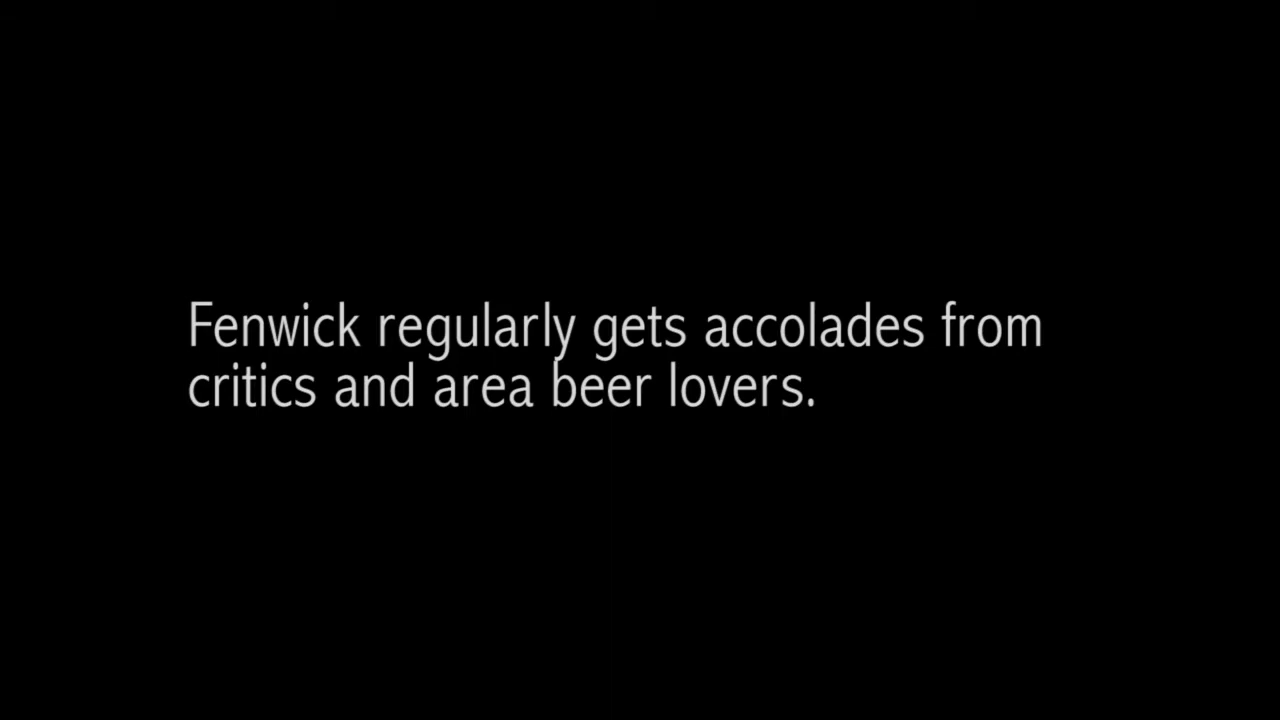 Fenwick regularly gets accolades from
critics and area beer lovers.